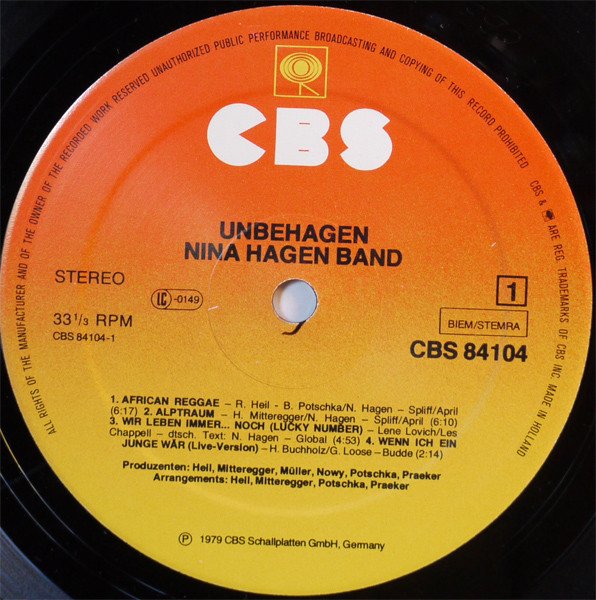 ALL RIGHTS OF THE MANUFACTURER AND OF THE OWNER OF THE RECORDED WORK RESERVED UNAUTHORIZED PUBLIC PERFORMANCE BROADCASTING AND COPYING OF THIS RECORD PROHIBITED CBS & ARE REG. TRADEMARKS OF CBS INC. MADE IN HOLLAND
CBS
UNBEHAGEN
NINA HAGEN BAND
STEREO
LC -0149
1
33 1/3 RPM
BIEM/STEMRA
CBS 84104-1
CBS 84104
1. AFRICAN REGGAE – R. Heil - B. Potschka/N. Hagen – Spliff/April
(6:17) 2. ALPTRAUM – H. Mitteregger/N. Hagen – Spliff/April (6:10)
3. WIR LEBEN IMMER... NOCH (LUCKY NUMBER) – Lene Lovich/Les
Chappell – dtsch. Text: N. Hagen – Global (4:53) 4. WENN ICH EIN
JUNGE WÄR (Live-Version) – H. Buchholz/G. Loose – Budde (2:14)
Produzenten: Heil, Mitteregger, Müller, Nowy, Potschka, Praeker
Arrangements: Heil, Mitteregger, Potschka, Praeker
℗ 1979 CBS Schallplatten GmbH, Germany